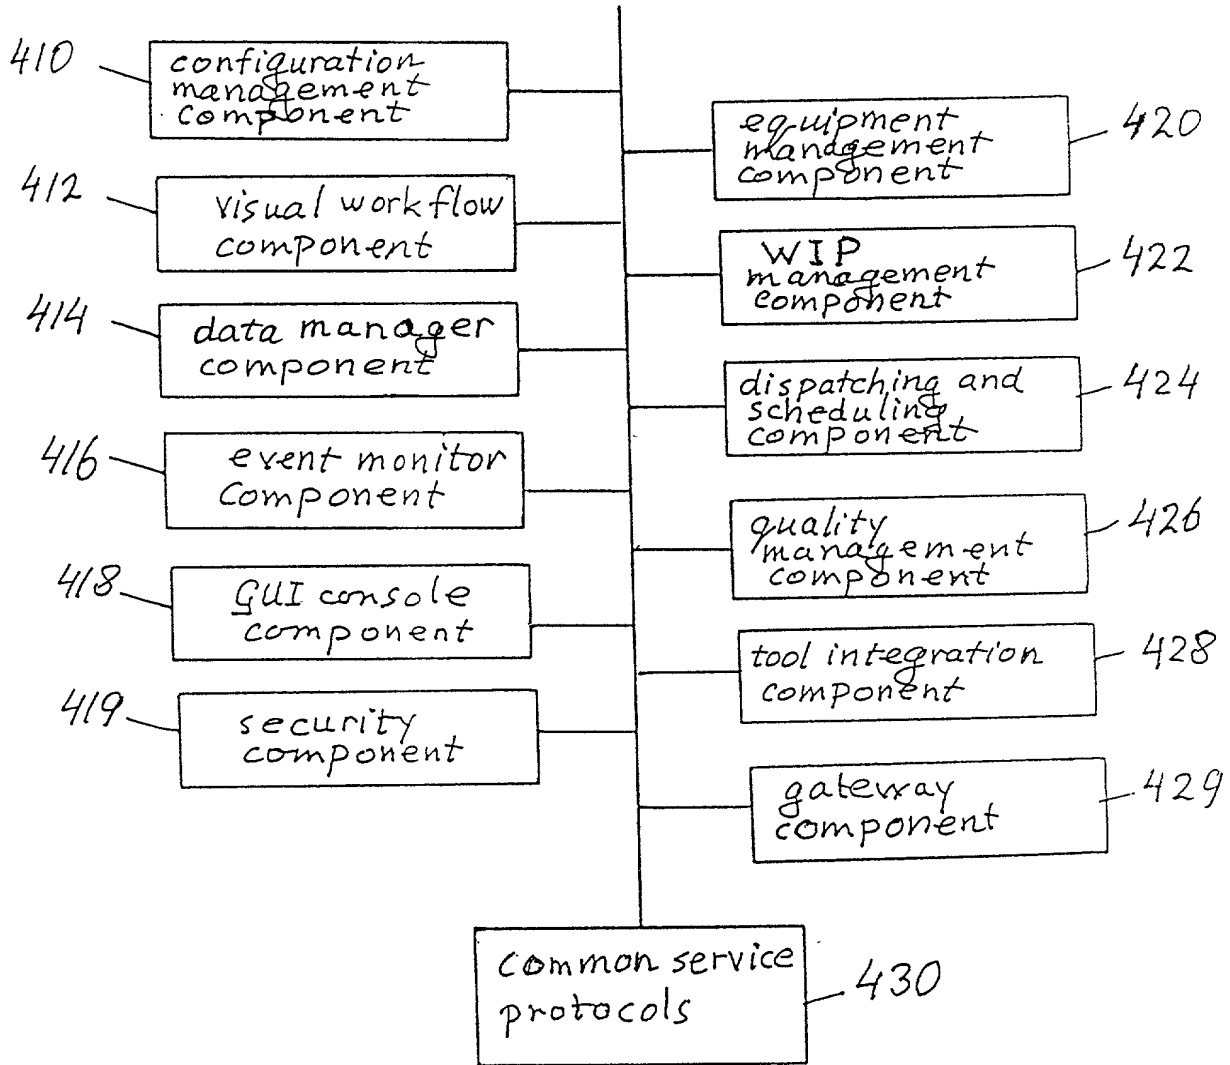 410
configuration
management
component
412
visual workflow
component
414
data manager
component
416
event monitor
component
418
GUI console
component
419
security
component
equipment
management
component
420
WIP
management
component
422
dispatching and
scheduling
component
424
quality
management
component
426
tool integration
component
428
gateway
component
429
common service
protocols
430